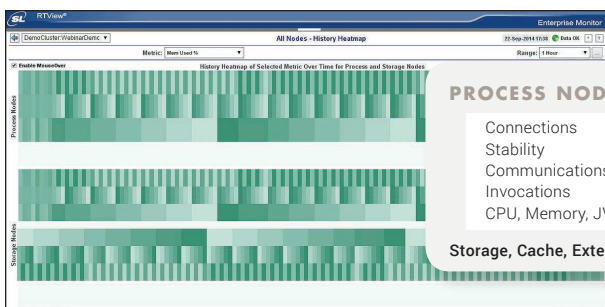 SL RTView®
Enterprise Monitor
DemoCluster:WebinarDemc
All Nodes - History Heatmap
22-Sep-2014 17:38 Data OK
Metric: Mem Used %
Range: 1 Hour
Enable MouseOver
History Heatmap of Selected Metric Over Time for Process and Storage Nodes
Process Nodes
Storage Nodes
PROCESS NOD
Connections
Stability
Communications
Invocations
CPU, Memory, JV
Storage, Cache, Exte